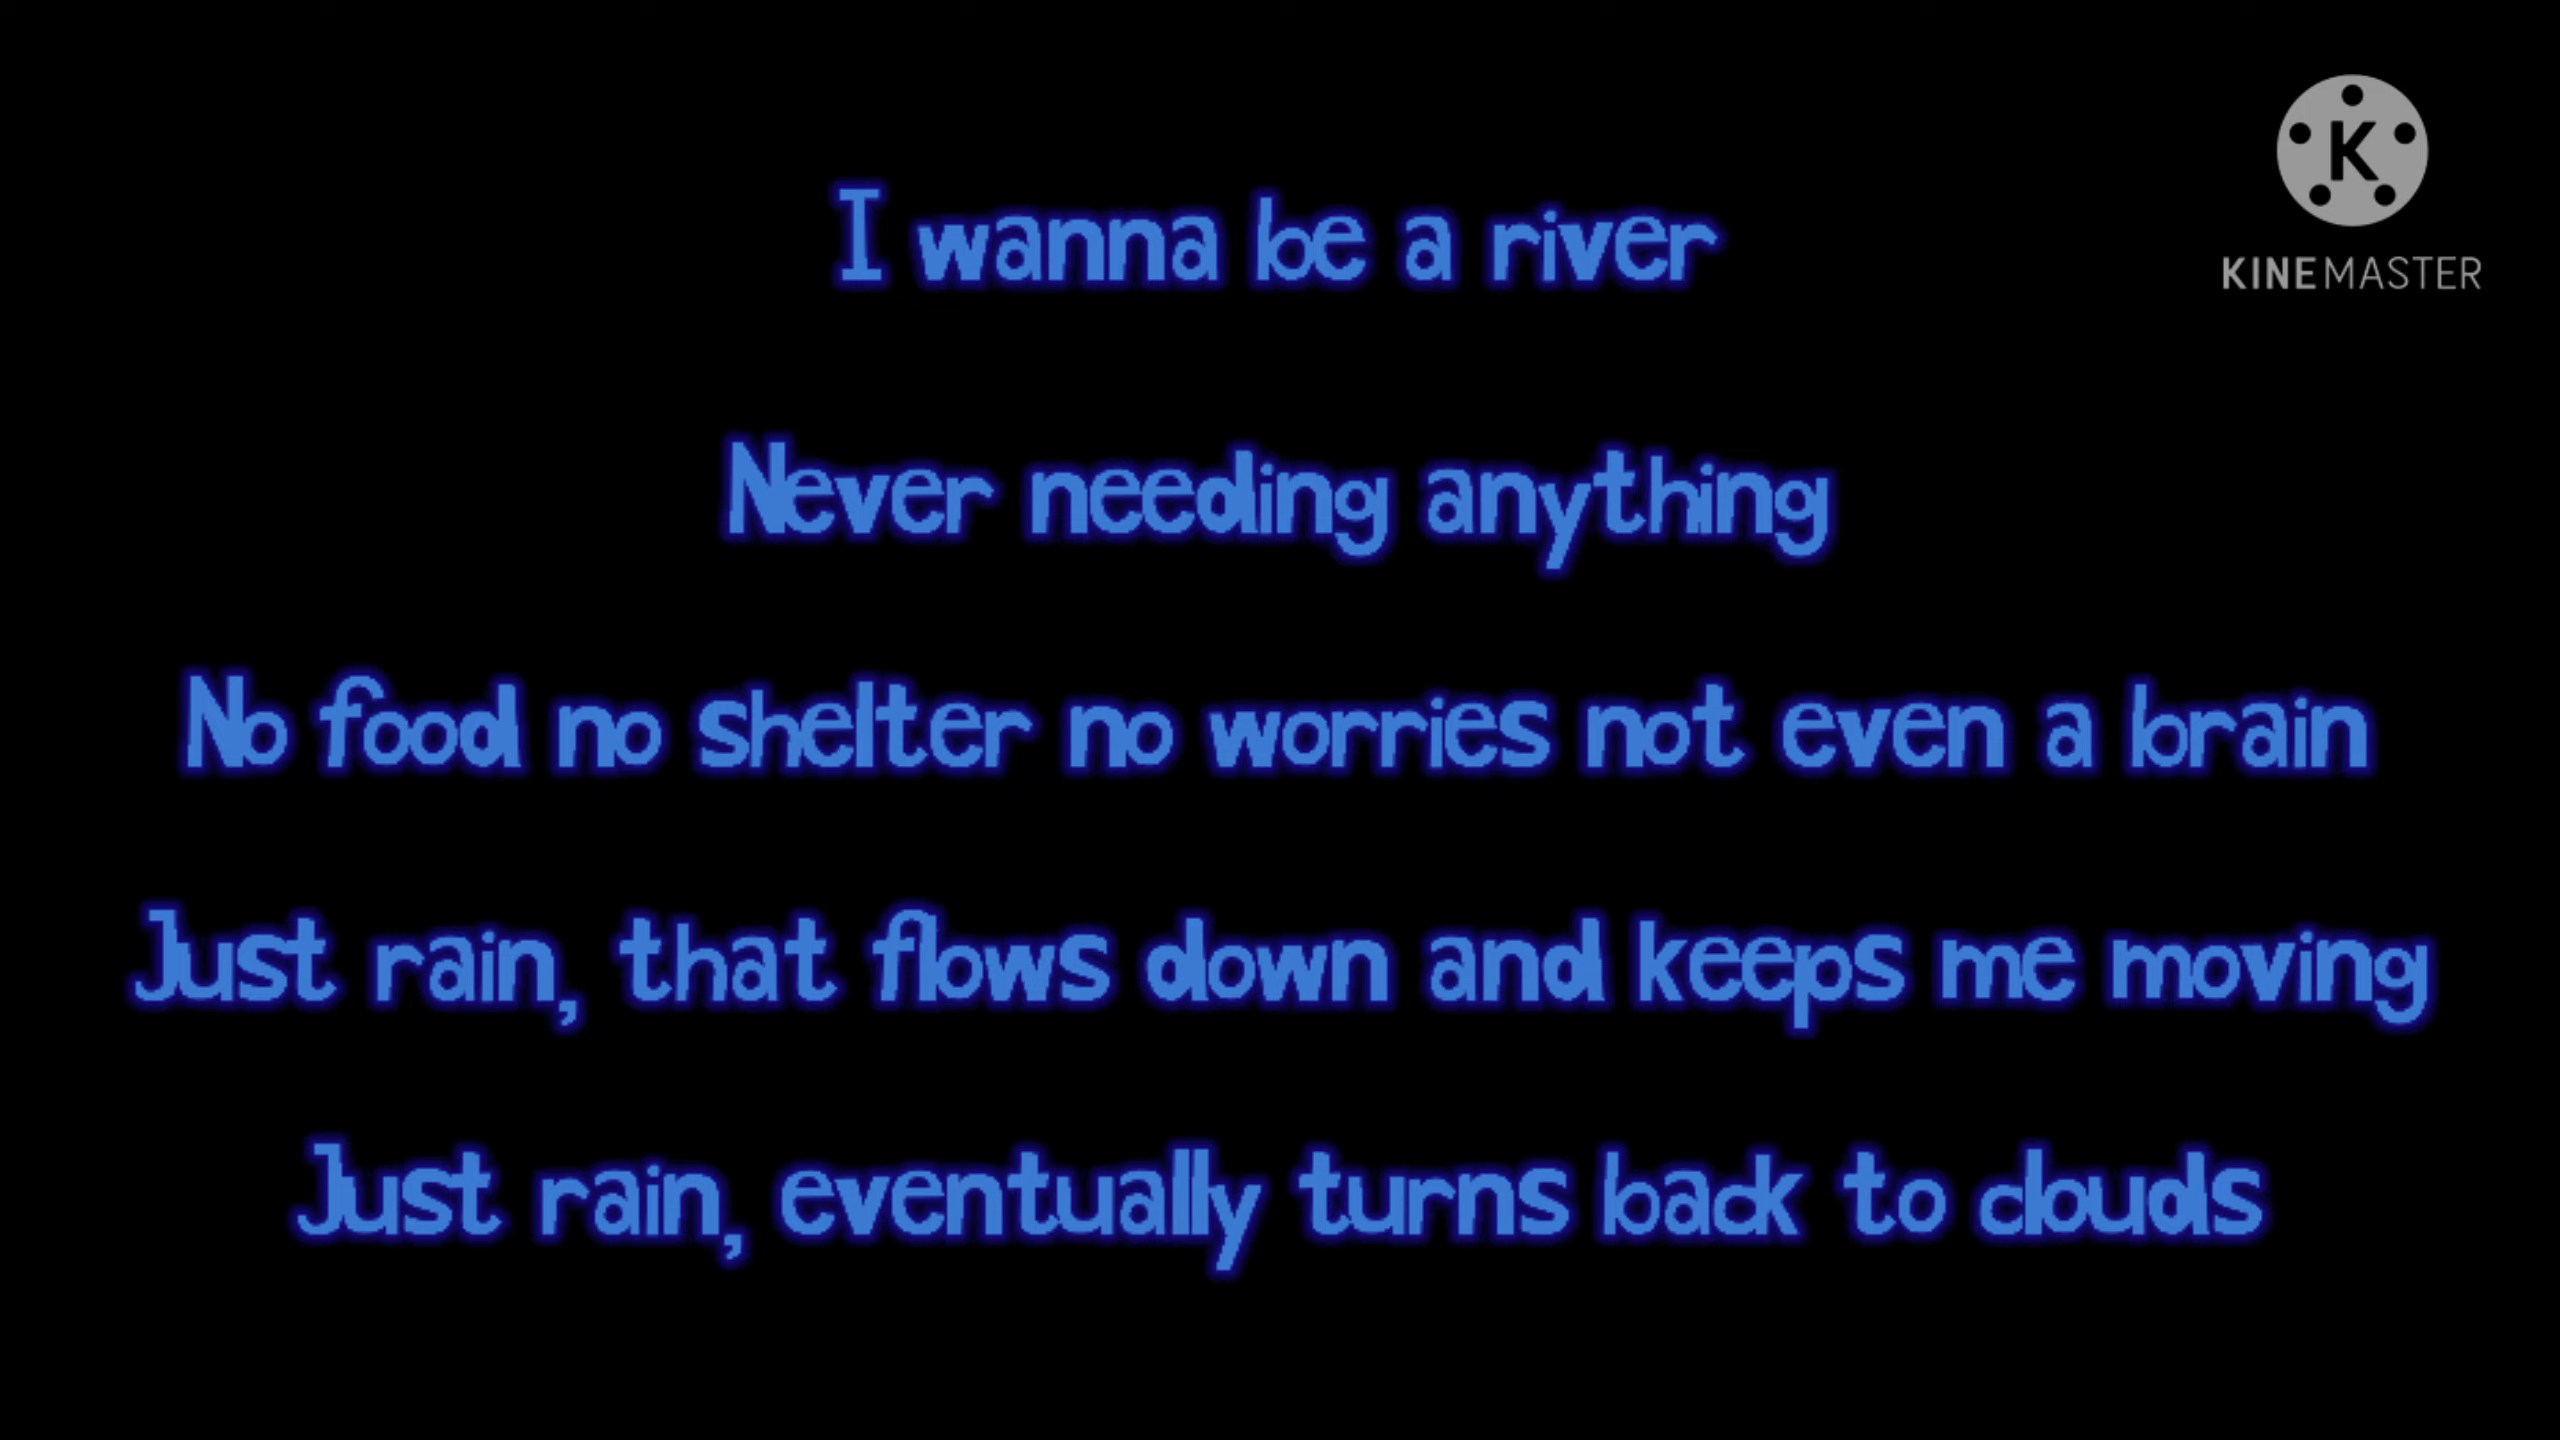 I wanna be a river
K
KINEMASTER
Never needing anything
No food no shelter no worries not even a brain
Just rain, that flows down and keeps me moving
Just rain, eventually turns back to clouds